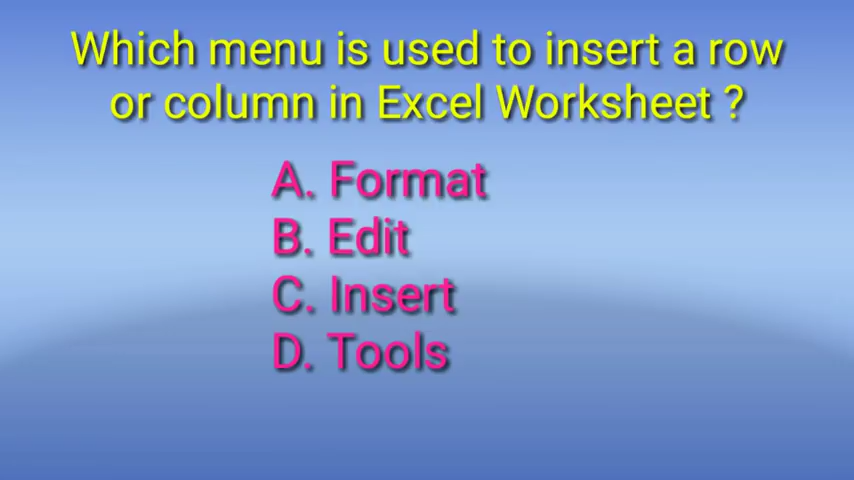 Which menu is used to insert a row
or column in Excel Worksheet ?
A. Format
B. Edit
C. Insert
D. Tools